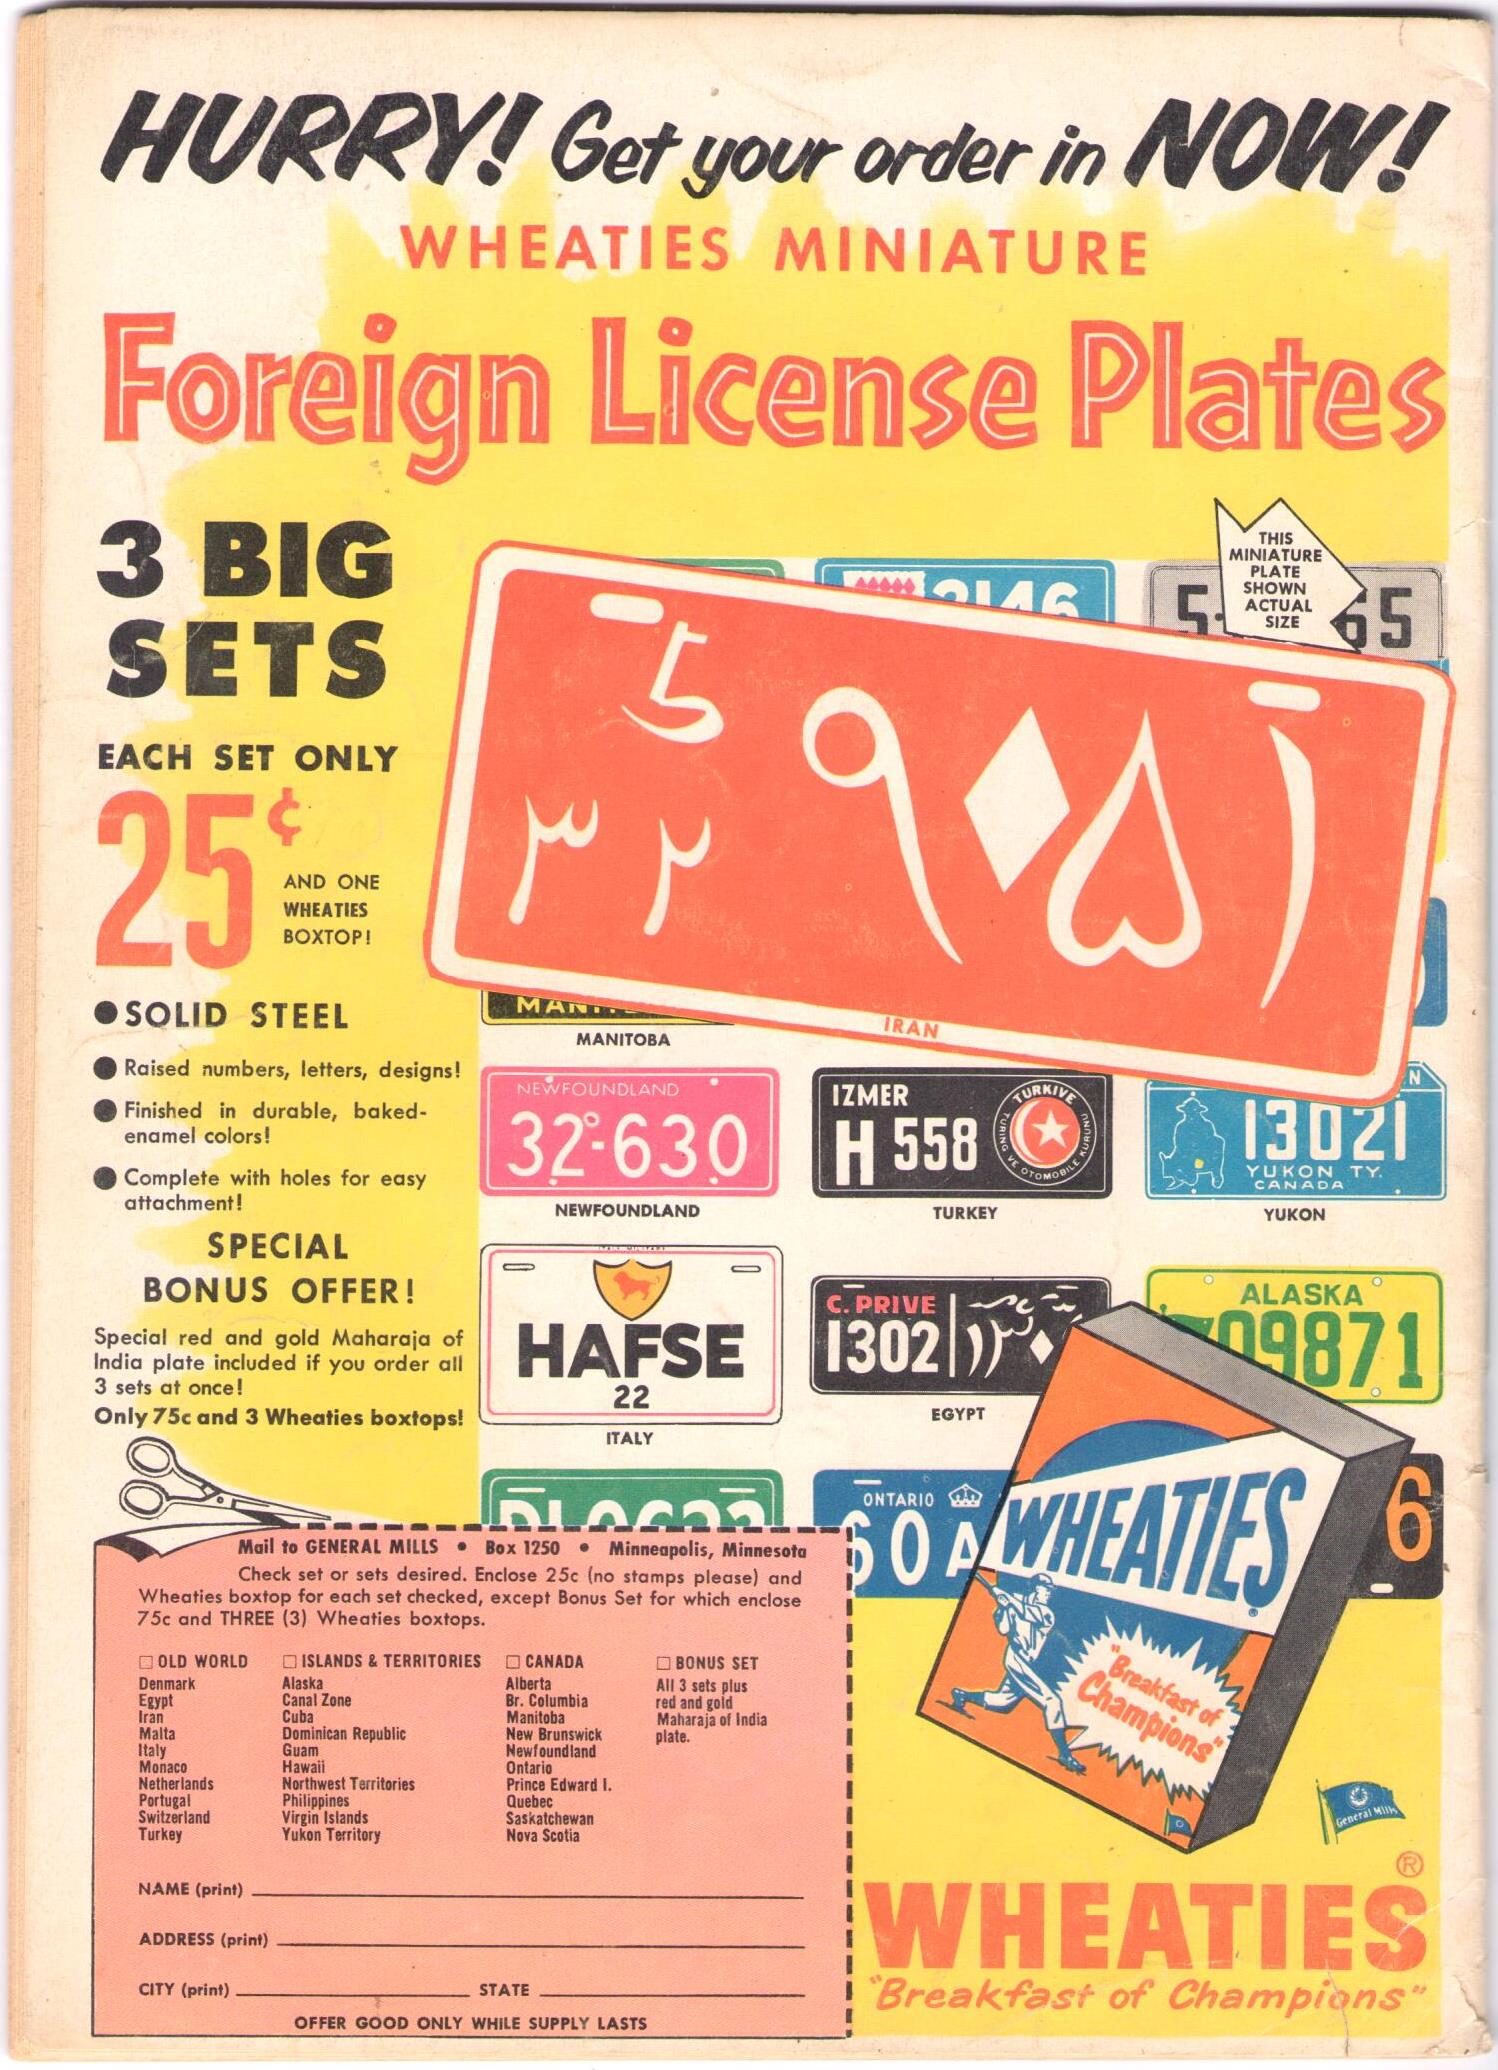 HURRY! Get your order in NOW!
WHEATIES MINIATURE
Foreign License Plates
3 BIG
SETS
EACH SET ONLY
25¢
AND ONE
WHEATIES
BOXTOP!
● SOLID STEEL
● Raised numbers, letters, designs!
● Finished in durable, baked-
enamel colors!
● Complete with holes for easy
attachment!
SPECIAL
BONUS OFFER!
Special red and gold Maharaja of
India plate included if you order all
3 sets at once!
Only 75c and 3 Wheaties boxtops!
THIS
MINIATURE
PLATE
SHOWN
ACTUAL
SIZE
2146
65
۹۰۵۱
۳۲
IRAN
MANITOBA
NEWFOUNDLAND
32-630
NEWFOUNDLAND
IZMER
H 558
TURKIYE
TURING VE OTOMOBILE KURUNU
TURKEY
13021
YUKON TY.
CANADA
YUKON
HAFSE
22
ITALY
C. PRIVE
1302
EGYPT
ALASKA
09871
ONTARIO
60A
6
WHEATIES
"Breakfast of
Champions"
General Mills
WHEATIES®
"Breakfast of Champions"
Mail to GENERAL MILLS • Box 1250 • Minneapolis, Minnesota
Check set or sets desired. Enclose 25c (no stamps please) and
Wheaties boxtop for each set checked, except Bonus Set for which enclose
75c and THREE (3) Wheaties boxtops.
□ OLD WORLD
Denmark
Egypt
Iran
Malta
Italy
Monaco
Netherlands
Portugal
Switzerland
Turkey
□ ISLANDS & TERRITORIES
Alaska
Canal Zone
Cuba
Dominican Republic
Guam
Hawaii
Northwest Territories
Philippines
Virgin Islands
Yukon Territory
□ CANADA
Alberta
Br. Columbia
Manitoba
New Brunswick
Newfoundland
Ontario
Prince Edward I.
Quebec
Saskatchewan
Nova Scotia
□ BONUS SET
All 3 sets plus
red and gold
Maharaja of India
plate.
NAME (print)
ADDRESS (print)
CITY (print) STATE
OFFER GOOD ONLY WHILE SUPPLY LASTS